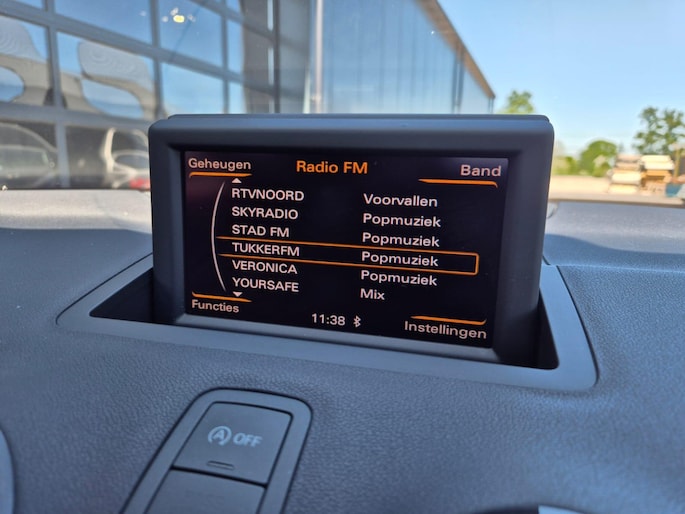 Geheugen Radio FM Band
RTVNOORD Voorvallen
SKYRADIO Popmuziek
STAD FM Popmuziek
TUKKERFM Popmuziek
VERONICA Popmuziek
YOURSAFE Mix
Functies 11:38 Instellingen
A OFF